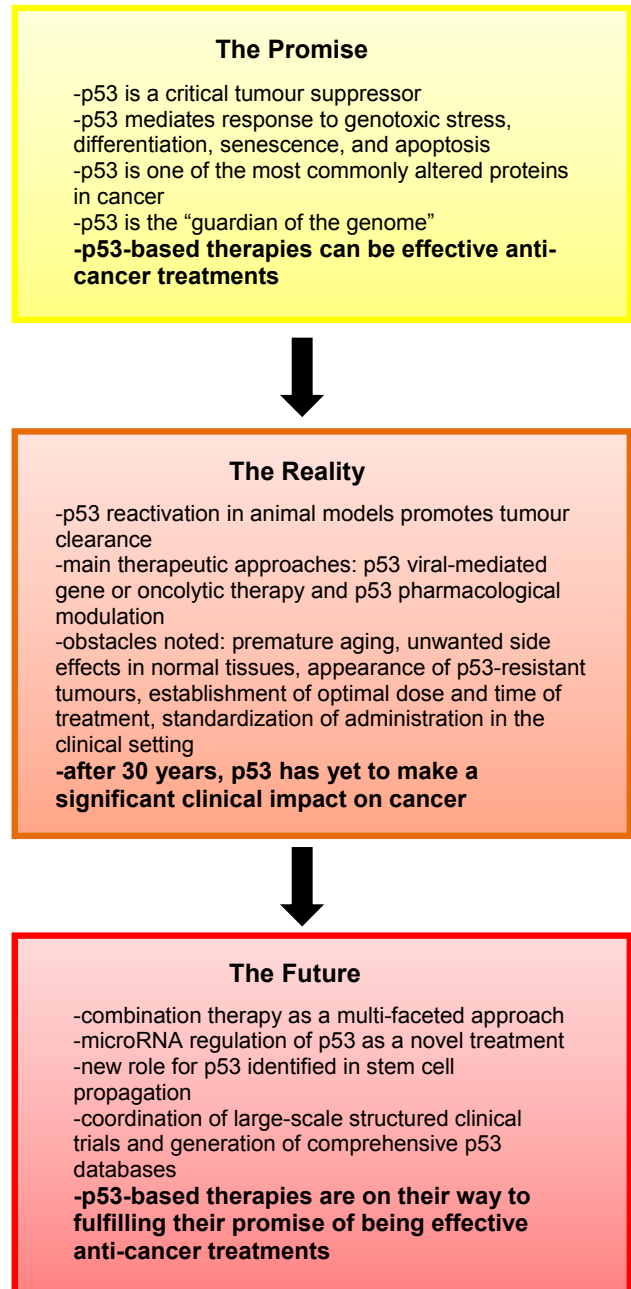 The Promise
-p53 is a critical tumour suppressor
-p53 mediates response to genotoxic stress,
differentiation, senescence, and apoptosis
-p53 is one of the most commonly altered proteins
in cancer
-p53 is the “guardian of the genome”
-p53-based therapies can be effective anti-
cancer treatments
The Reality
-p53 reactivation in animal models promotes tumour
clearance
-main therapeutic approaches: p53 viral-mediated
gene or oncolytic therapy and p53 pharmacological
modulation
-obstacles noted: premature aging, unwanted side
effects in normal tissues, appearance of p53-resistant
tumours, establishment of optimal dose and time of
treatment, standardization of administration in the
clinical setting
-after 30 years, p53 has yet to make a
significant clinical impact on cancer
The Future
-combination therapy as a multi-faceted approach
-microRNA regulation of p53 as a novel treatment
-new role for p53 identified in stem cell
propagation
-coordination of large-scale structured clinical
trials and generation of comprehensive p53
databases
-p53-based therapies are on their way to
fulfilling their promise of being effective
anti-cancer treatments